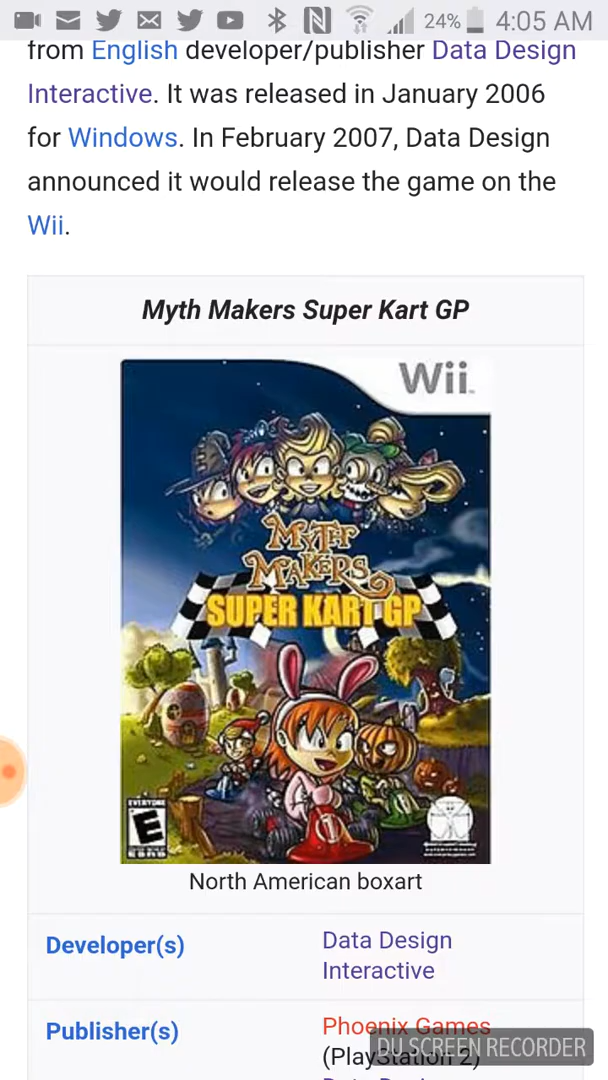 24% 4:05 AM
from English developer/publisher Data Design
Interactive. It was released in January 2006
for Windows. In February 2007, Data Design
announced it would release the game on the
Wii.
Myth Makers Super Kart GP
Wii
MYTH
MAKERS
SUPER KART GP
1
EVERYONE
E
North American boxart
Developer(s)
Data Design
Interactive
Publisher(s)
Phoenix Games
(PlayStation 2)
DU SCREEN RECORDER